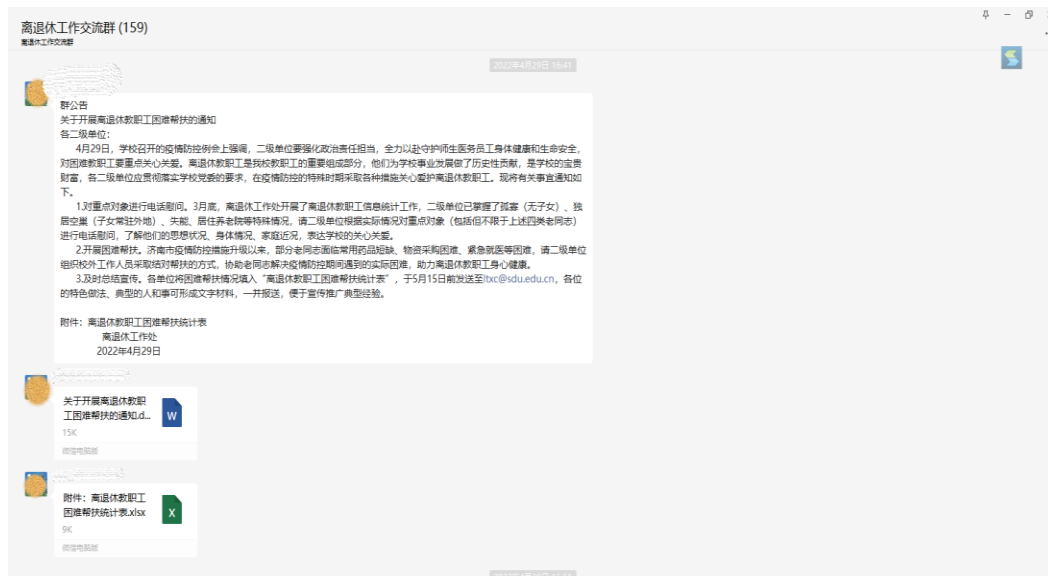 离退休工作交流群 (159)
离退休工作交流群
2022年4月29日 16:41
群公告
关于开展离退休教职工困难帮扶的通知
各二级单位：
4月29日，学校召开的疫情防控例会上强调，二级单位要强化政治责任担当，全力以赴守护师生医务员工身体健康和生命安全，
对困难教职工要重点关心关爱。离退休教职工是我校教职工的重要组成部分，他们为学校事业发展做了历史性贡献，是学校的宝贵
财富，各二级单位应贯彻落实学校党委的要求，在疫情防控的特殊时期采取各种措施关心爱护离退休教职工。现将有关事宜通知如
下。
1.对重点对象进行电话慰问。3月底，离退休工作处开展了离退休教职工信息统计工作，二级单位已掌握了孤寡（无子女）、独
居空巢（子女常驻外地）、失能、居住养老院等特殊情况，请二级单位根据实际情况对重点对象（包括但不限于上述四类老同志）
进行电话慰问，了解他们的思想状况、身体情况、家庭近况，表达学校的关心关爱。
2.开展困难帮扶。济南市疫情防控措施升级以来，部分老同志面临常用药品短缺、物资采购困难、紧急就医等困难，请二级单位
组织校外工作人员采取结对帮扶的方式，协助老同志解决疫情防控期间遇到的实际困难，助力离退休教职工身心健康。
3.及时总结宣传。各单位将困难帮扶情况填入“离退休教职工困难帮扶统计表”，于5月15日前发送至ltxc@sdu.edu.cn，各单位
的特色做法、典型的人和事可形成文字材料，一并报送，便于宣传推广典型经验。
附件：离退休教职工困难帮扶统计表
离退休工作处
2022年4月29日
关于开展离退休教职
工困难帮扶的通知.d...
W
15K
微信电脑版
附件：离退休教职工
困难帮扶统计表.xlsx
X
9K
微信电脑版